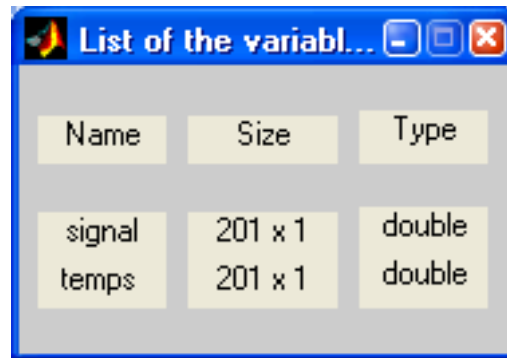 List of the variabl...
Name Size Type
signal 201 x 1 double
temps 201 x 1 double